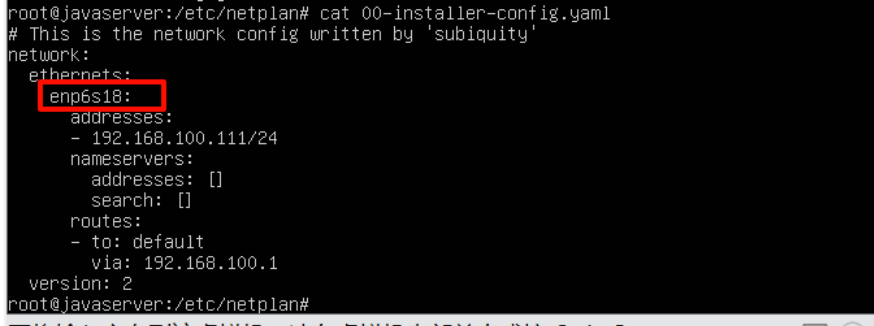 root@javaserver:/etc/netplan# cat 00-installer-config.yaml
# This is the network config written by 'subiquity'
network:
  ethernets:
    enp6s18:
      addresses:
      - 192.168.100.111/24
      nameservers:
        addresses: []
        search: []
      routes:
      - to: default
        via: 192.168.100.1
  version: 2
root@javaserver:/etc/netplan#